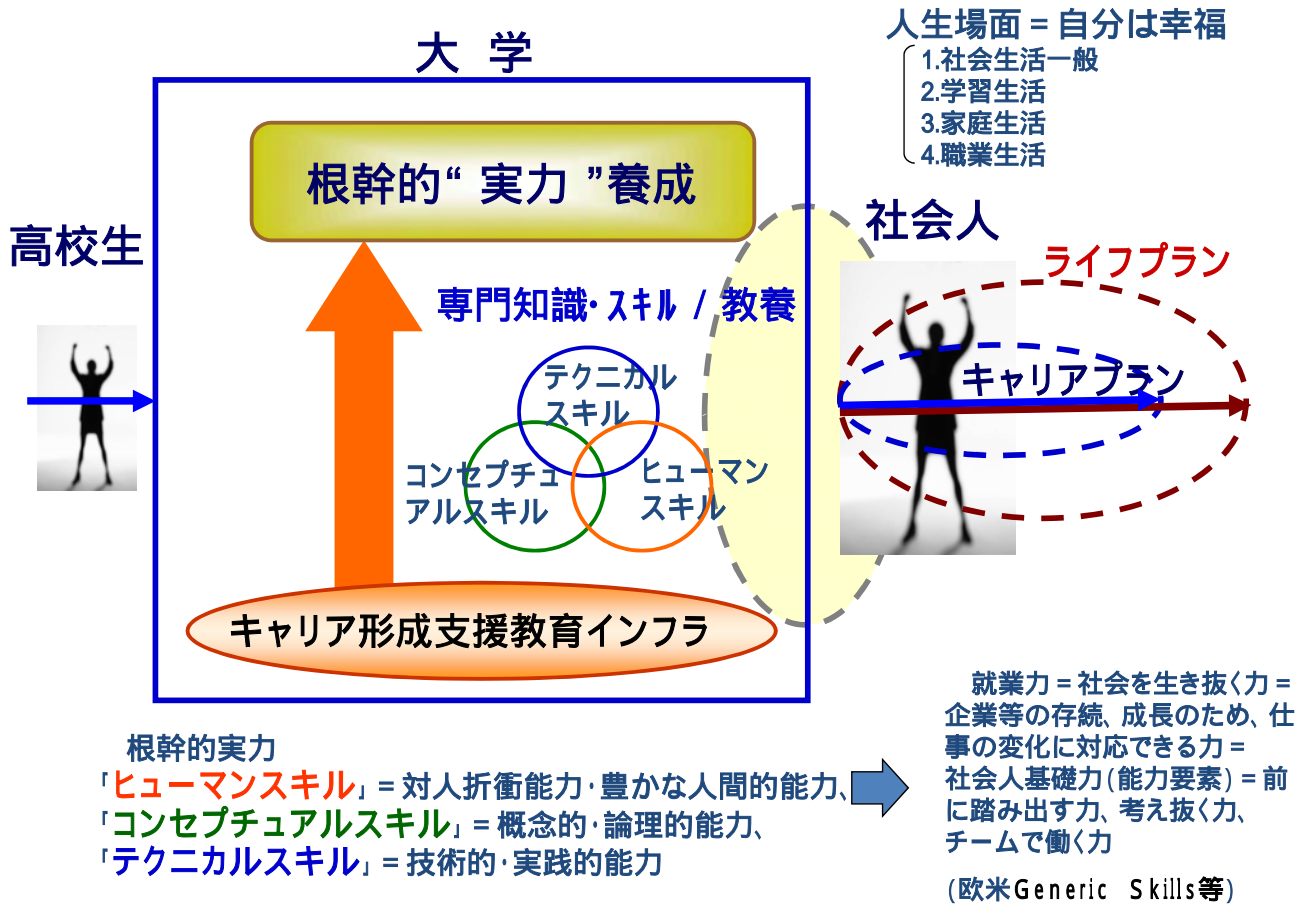 大 学
人生場面＝自分は幸福
1.社会生活一般
2.学習生活
3.家庭生活
4.職業生活
根幹的“ 実力 ”養成
高校生
社会人
ライフプラン
専門知識・ｽｷﾙ / 教養
キャリアプラン
テクニカル
スキル
コンセプチュ
アルスキル
ヒューマン
スキル
キャリア形成支援教育インフラ
根幹的実力
「ヒューマンスキル」＝対人折衝能力・豊かな人間的能力、
「コンセプチュアルスキル」＝概念的・論理的能力、
「テクニカルスキル」＝技術的・実践的能力
就業力＝社会を生き抜く力＝
企業等の存続、成長のため、仕
事の変化に対応できる力＝
社会人基礎力(能力要素)＝前
に踏み出す力、考え抜く力、
チームで働く力
(欧米Generic Skills等)